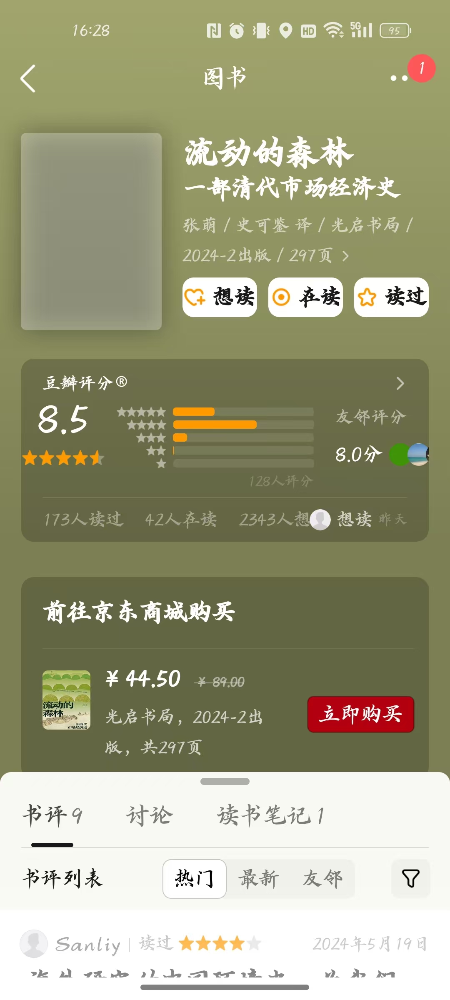 16:28
HD
5G
95
图书
1
流动的森林
一部清代市场经济史
张萌 / 史可鉴 译 / 光启书局 /
2024-2出版 / 297页
想读
在读
读过
豆瓣评分®
8.5
友邻评分
8.0分
128人评分
173人读过
42人在读
2343人想
想读 昨天
前往京东商城购买
¥ 44.50 ¥ 89.00
流动的
森林
一部清代
市场经济史
光启书局，2024-2出
版，共297页
立即购买
书评 9
讨论
读书笔记 1
书评列表
热门
最新
友邻
Sanliy
读过
2024年5月19日